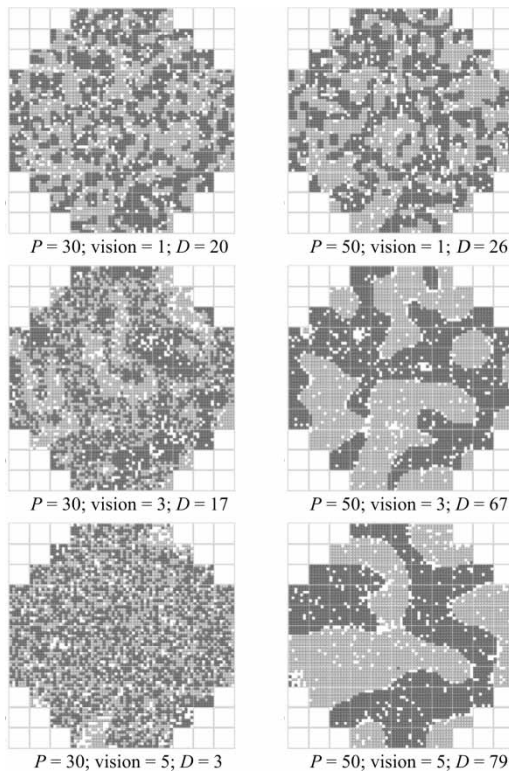 P = 30; vision = 1; D = 20
P = 50; vision = 1; D = 26
P = 30; vision = 3; D = 17
P = 50; vision = 3; D = 67
P = 30; vision = 5; D = 3
P = 50; vision = 5; D = 79